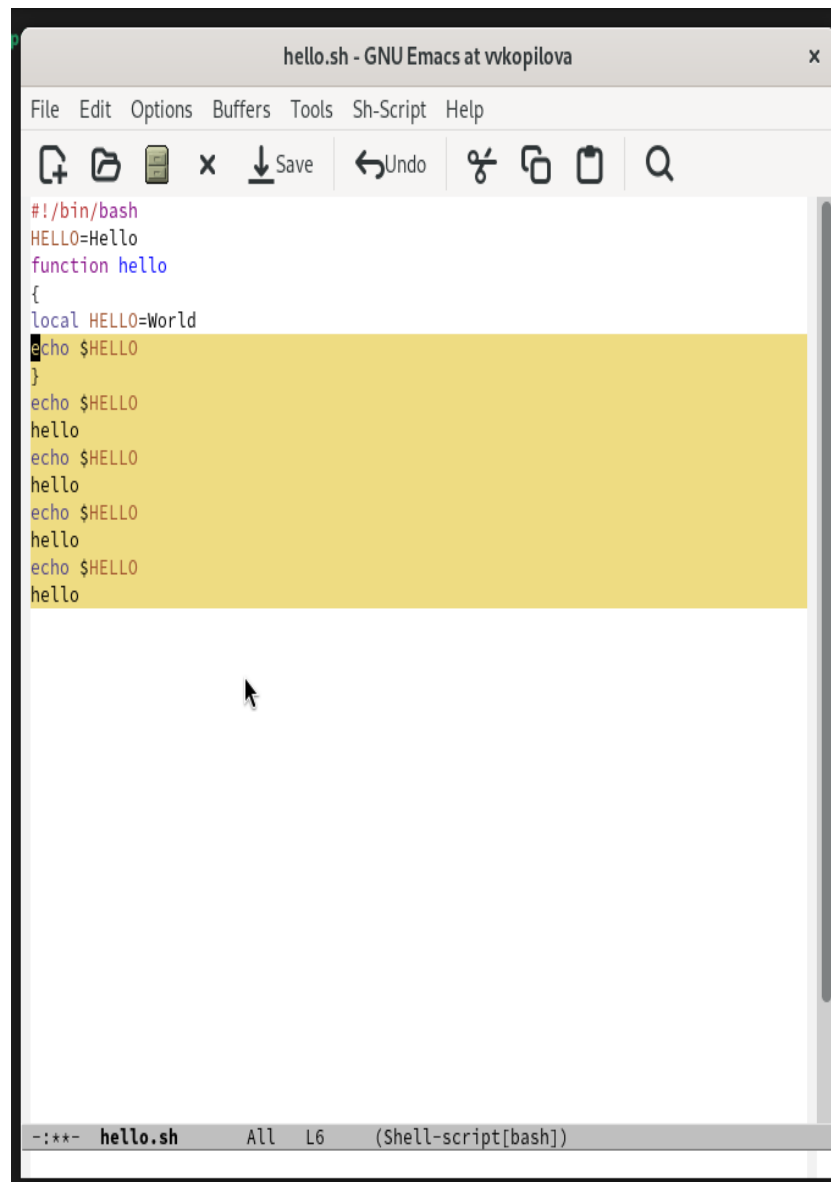 p
hello.sh - GNU Emacs at vvkopilova
File Edit Options Buffers Tools Sh-Script Help
Save Undo
#!/bin/bash
HELLO=Hello
function hello
{
local HELLO=World
echo $HELLO
}
echo $HELLO
hello
echo $HELLO
hello
echo $HELLO
hello
echo $HELLO
hello
-:**- hello.sh All L6 (Shell-script[bash])